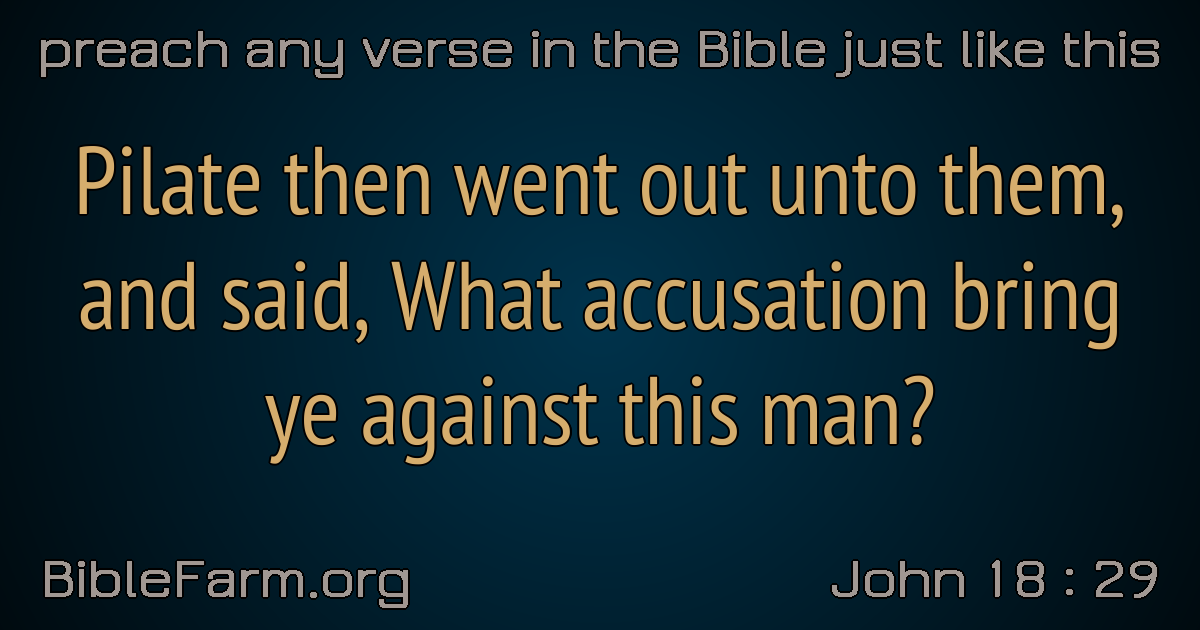 preach any verse in the Bible just like this
Pilate then went out unto them,
and said, What accusation bring
ye against this man?
BibleFarm.org
John 18 : 29